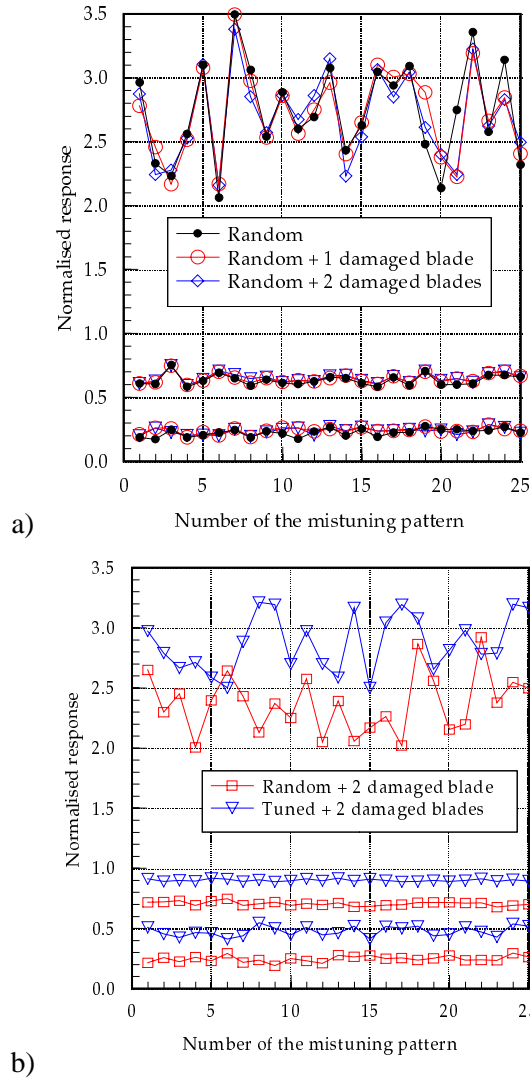 3.5
3.0
2.5
2.0
1.5
1.0
0.5
0.0
Normalised response
Random
Random + 1 damaged blade
Random + 2 damaged blades
0 5 10 15 20 25
Number of the mistuning pattern
a)
3.5
3.0
2.5
2.0
1.5
1.0
0.5
0.0
Normalised response
Random + 2 damaged blade
Tuned + 2 damaged blades
0 5 10 15 20 25
Number of the mistuning pattern
b)